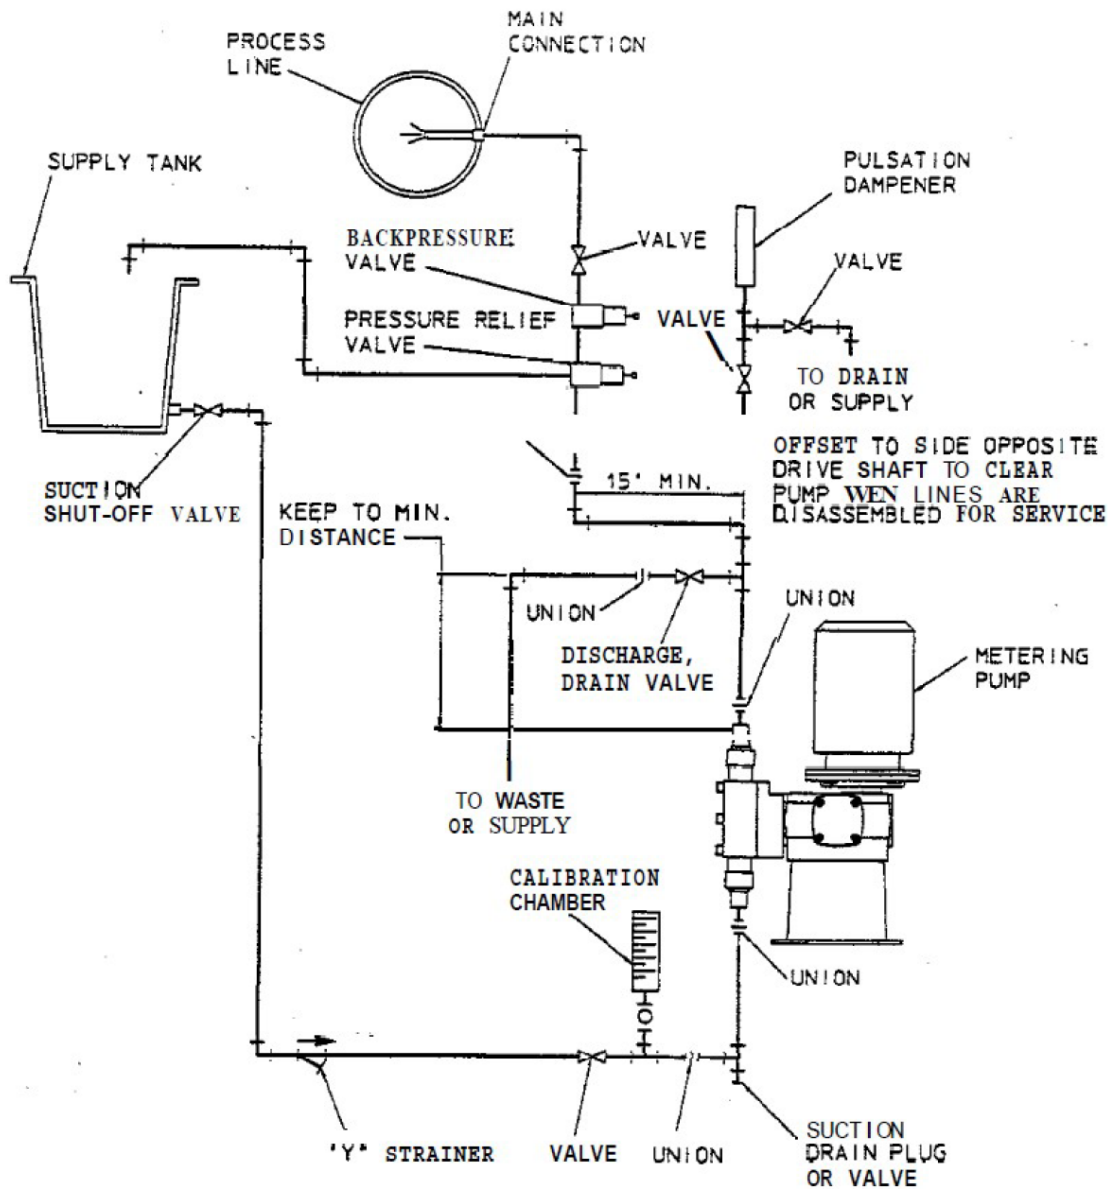 MAIN
CONNECTION
PROCESS
LINE
SUPPLY TANK
PULSATION
DAMPENER
BACKPRESSURE
VALVE
VALVE
VALVE
PRESSURE RELIEF
VALVE
VALVE
TO DRAIN
OR SUPPLY
OFFSET TO SIDE OPPOSITE
DRIVE SHAFT TO CLEAR
PUMP WEN LINES ARE
DISASSEMBLED FOR SERVICE
15" MIN.
SUCTION
SHUT-OFF VALVE
KEEP TO MIN.
DISTANCE
UNION
UNION
DISCHARGE,
DRAIN VALVE
METERING
PUMP
TO WASTE
OR SUPPLY
CALIBRATION
CHAMBER
UNION
"Y" STRAINER
VALVE
UNION
SUCTION
DRAIN PLUG
OR VALVE